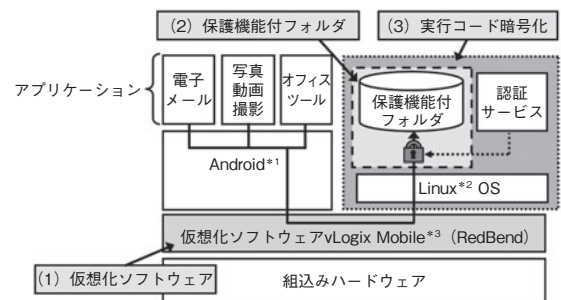 (2) 保護機能付フォルダ
(3) 実行コード暗号化
アプリケーション
電子
メール
写真
動画
撮影
オフィス
ツール
保護機能付
フォルダ
認証
サービス
Android*1
Linux*2 OS
仮想化ソフトウェアvLogix Mobile*3 (RedBend)
(1) 仮想化ソフトウェア
組込みハードウェア